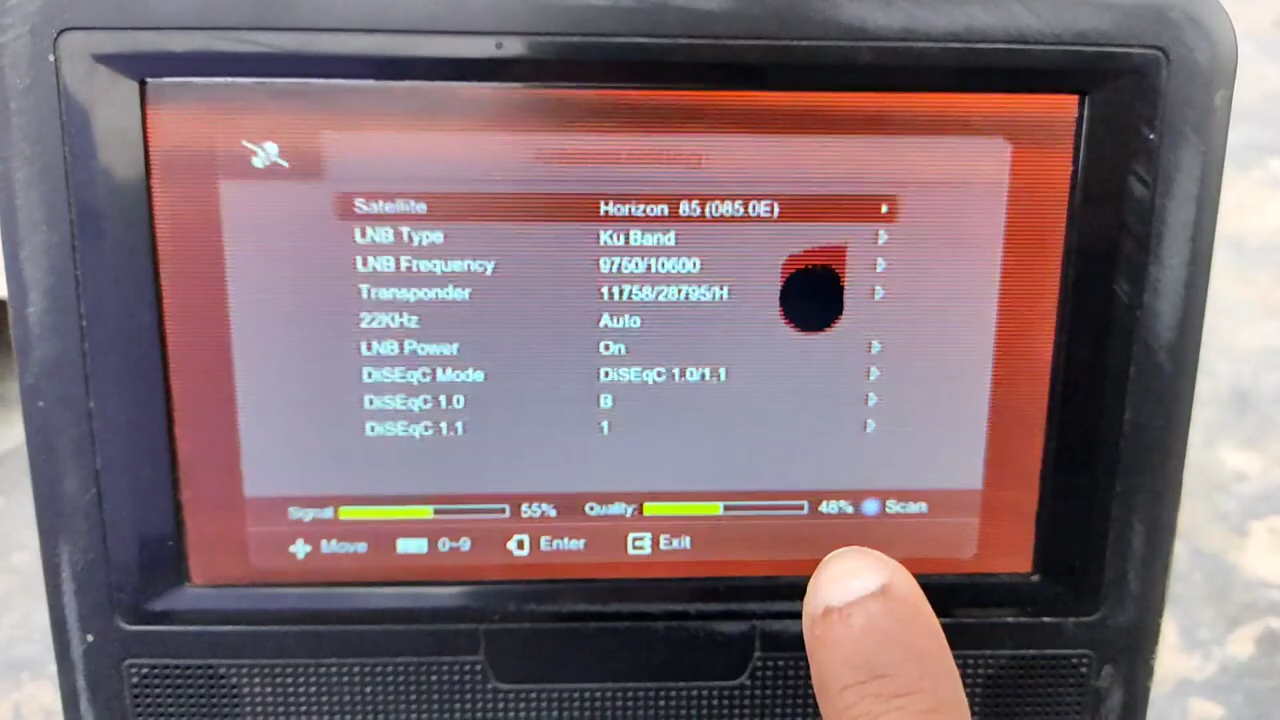 Satellite Horizon 85 (085.0E)
LNB Type Ku Band
LNB Frequency 9750/10600
Transponder 11758/28795/H
22KHz Auto
LNB Power On
DiSEqC Mode DiSEqC 1.0/1.1
DiSEqC 1.0 B
DiSEqC 1.1 1
Signal 55% Quality: 46% Scan
Move 0~9 Enter Exit